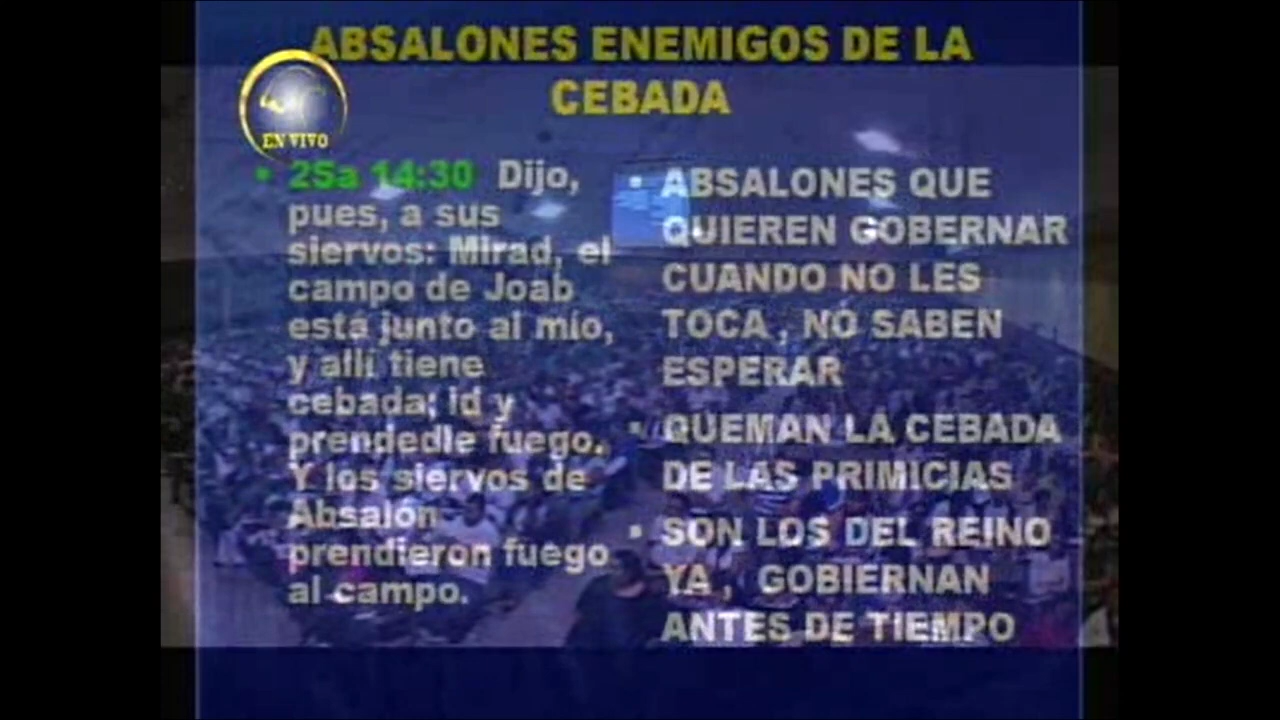 ABSALONES ENEMIGOS DE LA
CEBADA
EN VIVO
• 2Sa 14:30 Dijo,
pues, a sus
siervos: Mirad, el
campo de Joab
está junto al mío,
y allí tiene
cebada; id y
prendedle fuego.
Y los siervos de
Absalón
prendieron fuego
al campo.
• ABSALONES QUE
QUIEREN GOBERNAR
CUANDO NO LES
TOCA , NO SABEN
ESPERAR
• QUEMAN LA CEBADA
DE LAS PRIMICIAS
• SON LOS DEL REINO
YA , GOBIERNAN
ANTES DE TIEMPO